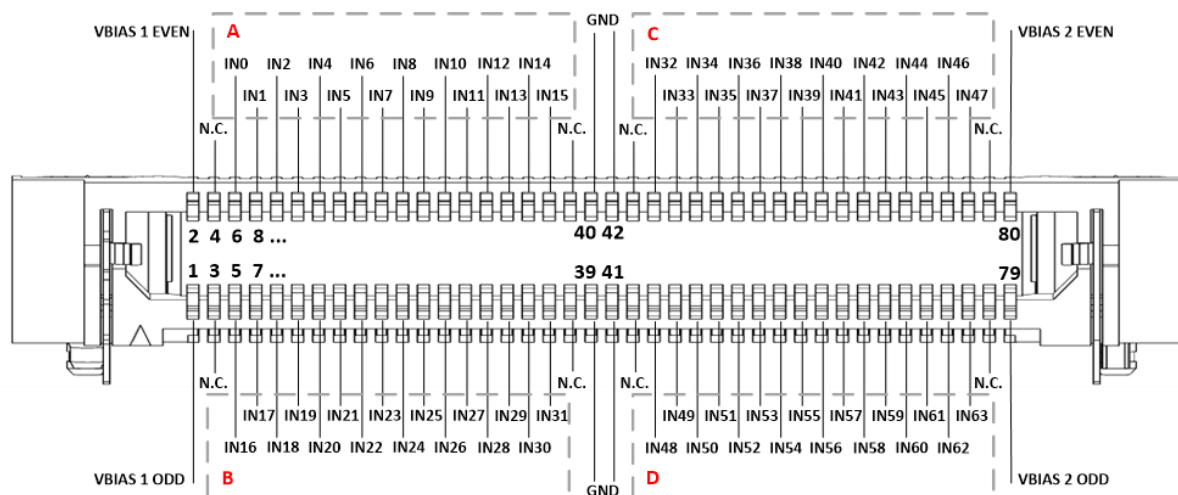 GND
VBIAS 1 EVEN A C VBIAS 2 EVEN
IN0 IN2 IN4 IN6 IN8 IN10 IN12 IN14 IN32 IN34 IN36 IN38 IN40 IN42 IN44 IN46
IN1 IN3 IN5 IN7 IN9 IN11 IN13 IN15 IN33 IN35 IN37 IN39 IN41 IN43 IN45 IN47
N.C. N.C. N.C. N.C.
2 4 6 8 ... 40 42 80
1 3 5 7 ... 39 41 79
N.C. N.C. N.C. N.C.
IN17 IN19 IN21 IN23 IN25 IN27 IN29 IN31 IN49 IN51 IN53 IN55 IN57 IN59 IN61 IN63
IN16 IN18 IN20 IN22 IN24 IN26 IN28 IN30 IN48 IN50 IN52 IN54 IN56 IN58 IN60 IN62
VBIAS 1 ODD B D VBIAS 2 ODD
GND